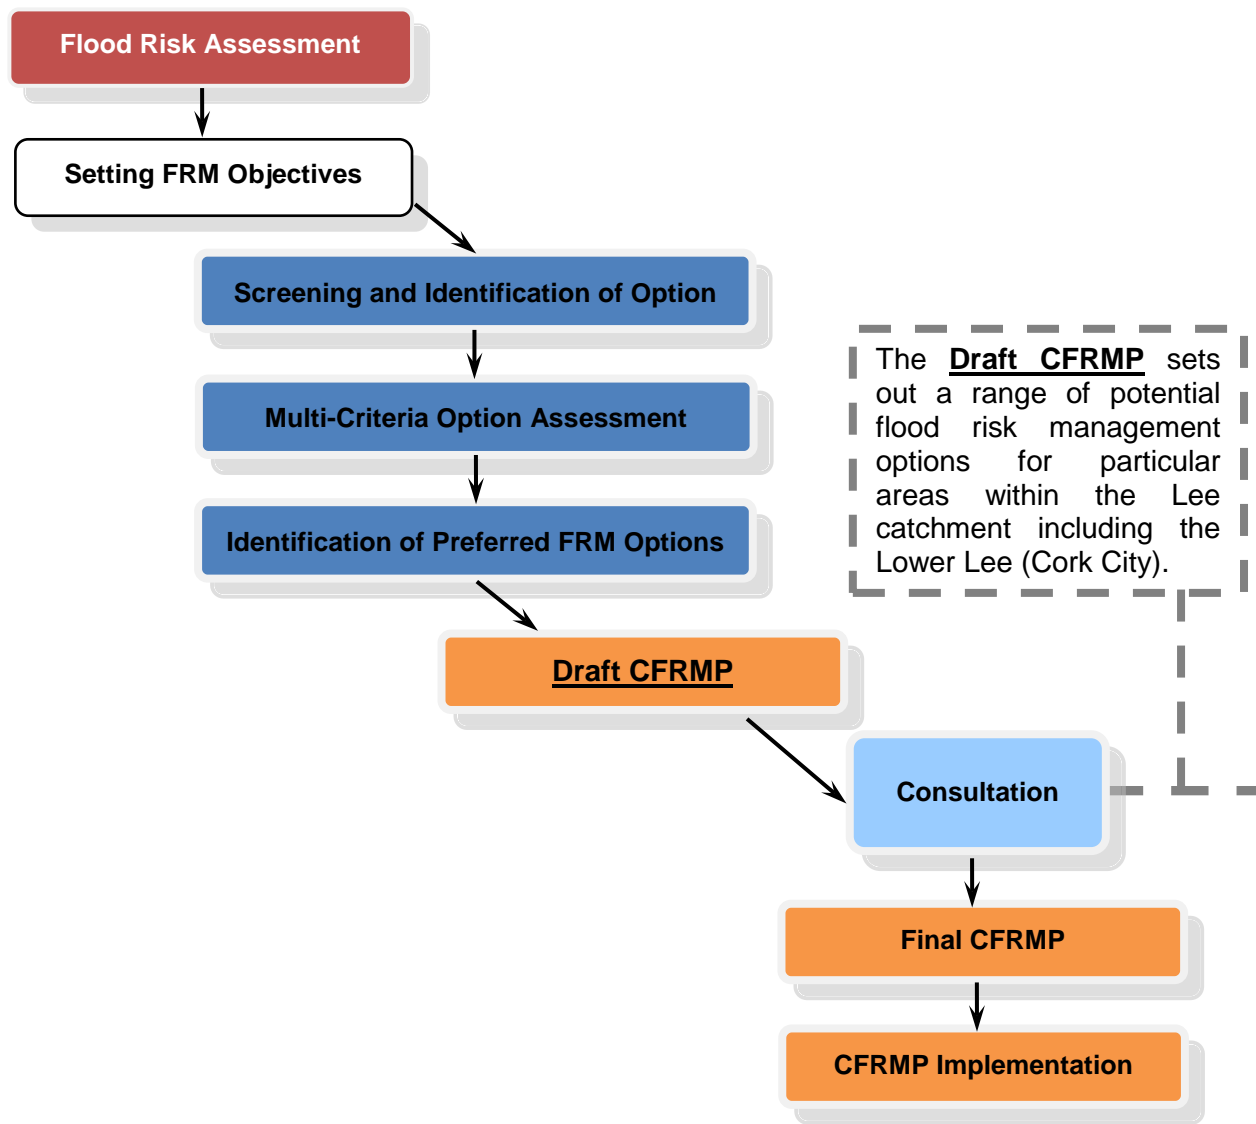 Flood Risk Assessment
Setting FRM Objectives
Screening and Identification of Option
Multi-Criteria Option Assessment
Identification of Preferred FRM Options
The Draft CFRMP sets
out a range of potential
flood risk management
options for particular
areas within the Lee
catchment including the
Lower Lee (Cork City).
Draft CFRMP
Consultation
Final CFRMP
CFRMP Implementation